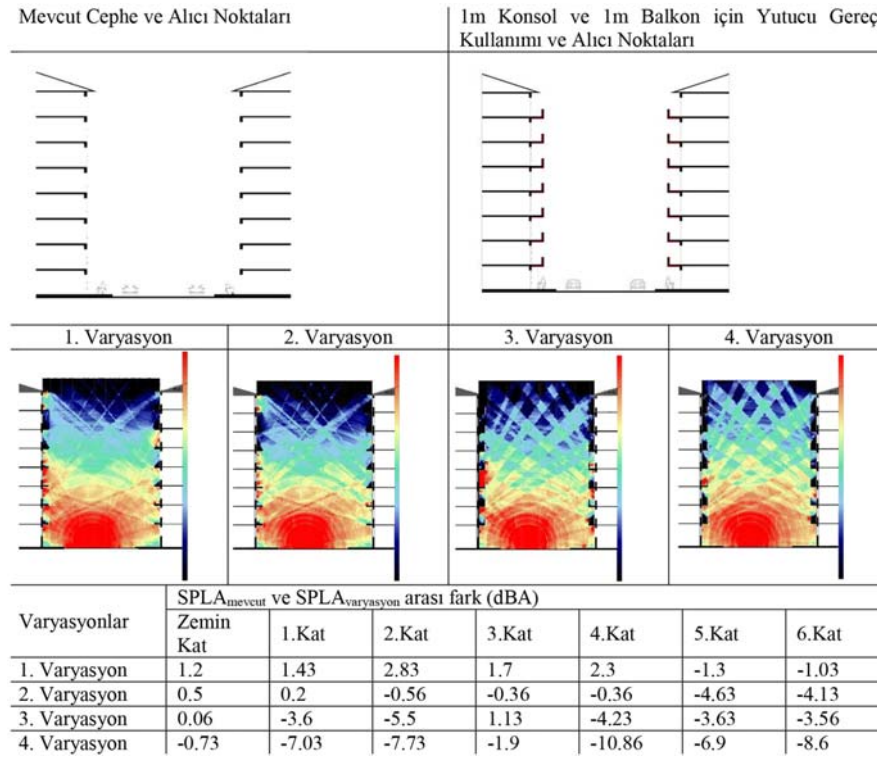 Mevcut Cephe ve Alıcı Noktaları
1m Konsol ve 1m Balkon için Yutucu Gereç
Kullanımı ve Alıcı Noktaları
1. Varyasyon
2. Varyasyon
3. Varyasyon
4. Varyasyon
Varyasyonlar
SPLAmevcut ve SPLAvaryasyon arası fark (dBA)
Zemin
Kat
1.Kat
2.Kat
3.Kat
4.Kat
5.Kat
6.Kat
1. Varyasyon 1.2 1.43 2.83 1.7 2.3 -1.3 -1.03
2. Varyasyon 0.5 0.2 -0.56 -0.36 -0.36 -4.63 -4.13
3. Varyasyon 0.06 -3.6 -5.5 1.13 -4.23 -3.63 -3.56
4. Varyasyon -0.73 -7.03 -7.73 -1.9 -10.86 -6.9 -8.6